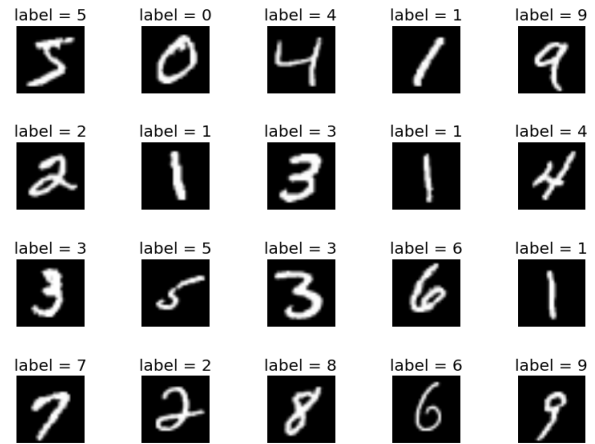 label = 5 label = 0 label = 4 label = 1 label = 9
5 0 4 1 9
label = 2 label = 1 label = 3 label = 1 label = 4
2 1 3 1 4
label = 3 label = 5 label = 3 label = 6 label = 1
3 5 3 6 1
label = 7 label = 2 label = 8 label = 6 label = 9
7 2 8 6 9